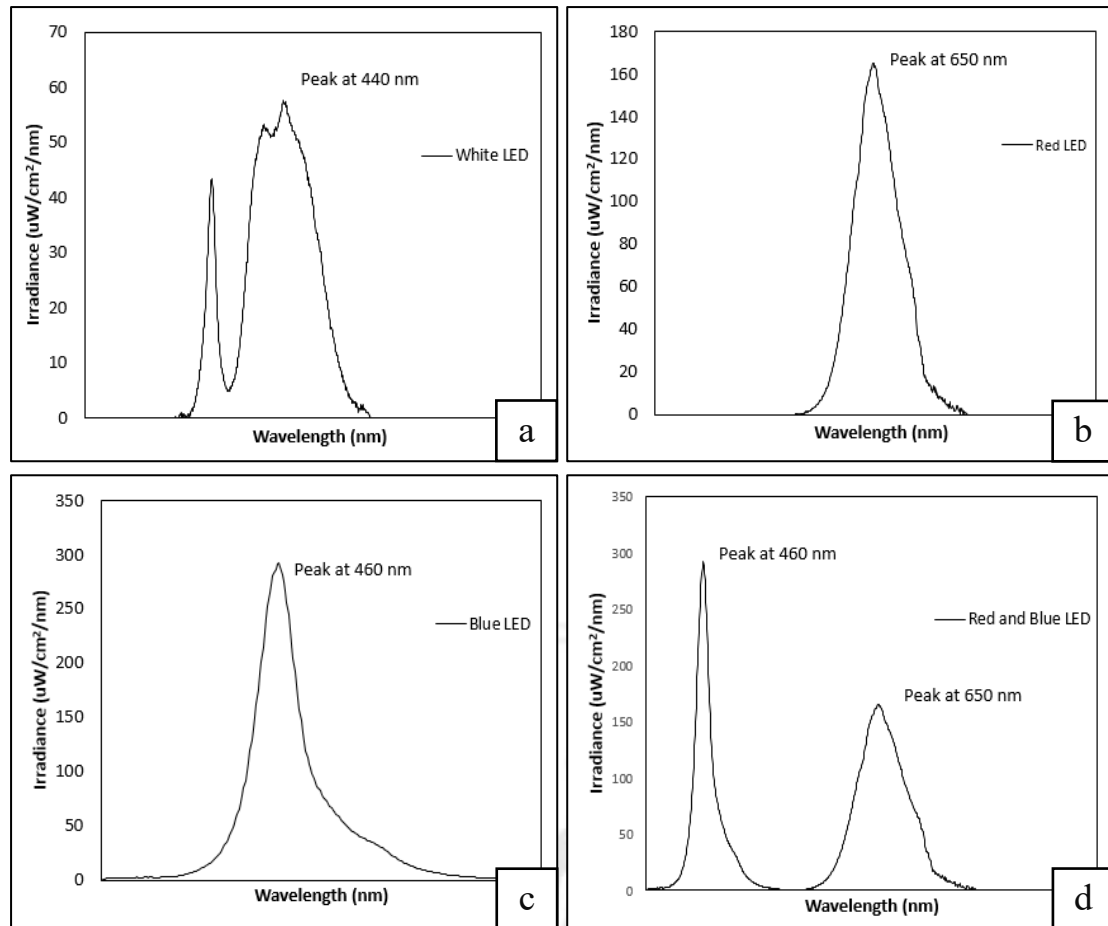 70
60
50
40
30
20
10
0
Irradiance (uW/cm²/nm)
Peak at 440 nm
White LED
Wavelength (nm)
a
180
160
140
120
100
80
60
40
20
0
Irradiance (uW/cm²/nm)
Peak at 650 nm
Red LED
Wavelength (nm)
b
350
300
250
200
150
100
50
0
Irradiance (uW/cm²/nm)
Peak at 460 nm
Blue LED
Wavelength (nm)
c
350
300
250
200
150
100
50
0
Irradiance (uW/cm²/nm)
Peak at 460 nm
Red and Blue LED
Peak at 650 nm
Wavelength (nm)
d